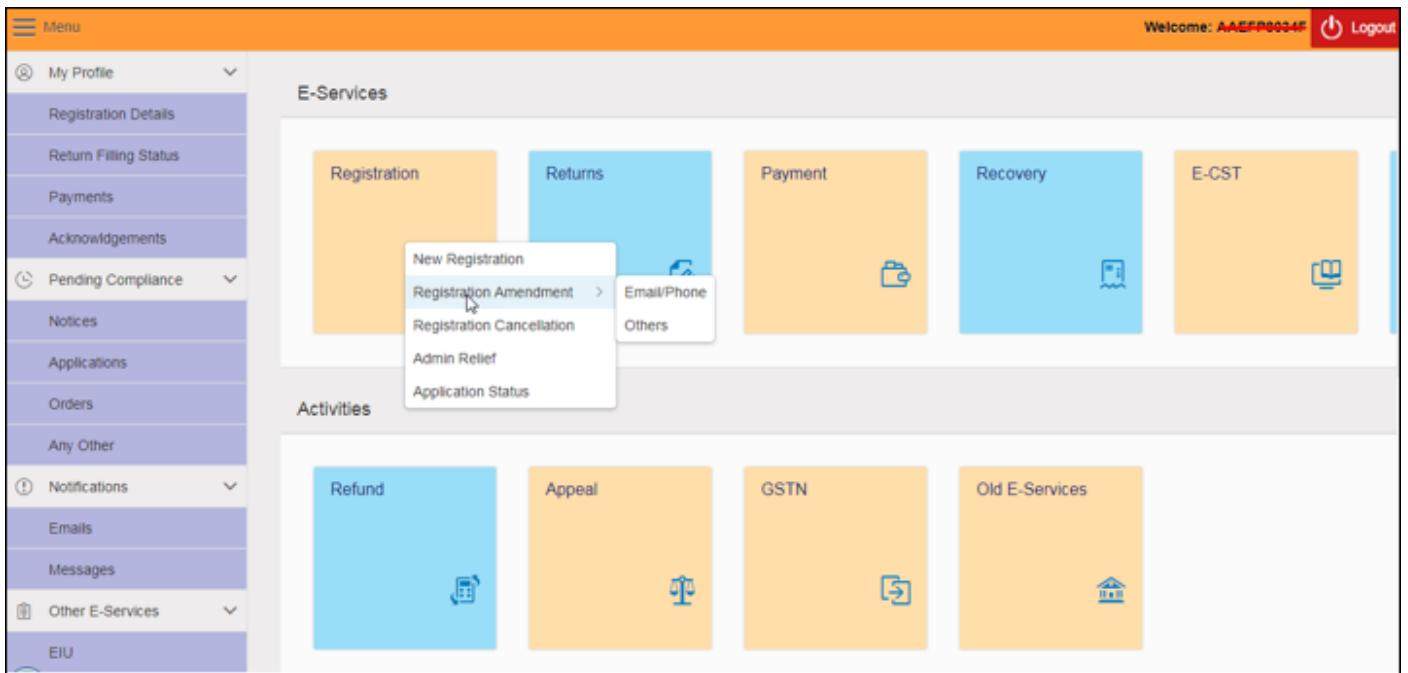 Menu
Welcome:
Logout
My Profile
Registration Details
Return Filling Status
Payments
Acknowldgements
Pending Compliance
Notices
Applications
Orders
Any Other
Notifications
Emails
Messages
Other E-Services
EIU
E-Services
Registration
Returns
Payment
Recovery
E-CST
New Registration
Registration Amendment
Registration Cancellation
Admin Relief
Application Status
Email/Phone
Others
Activities
Refund
Appeal
GSTN
Old E-Services